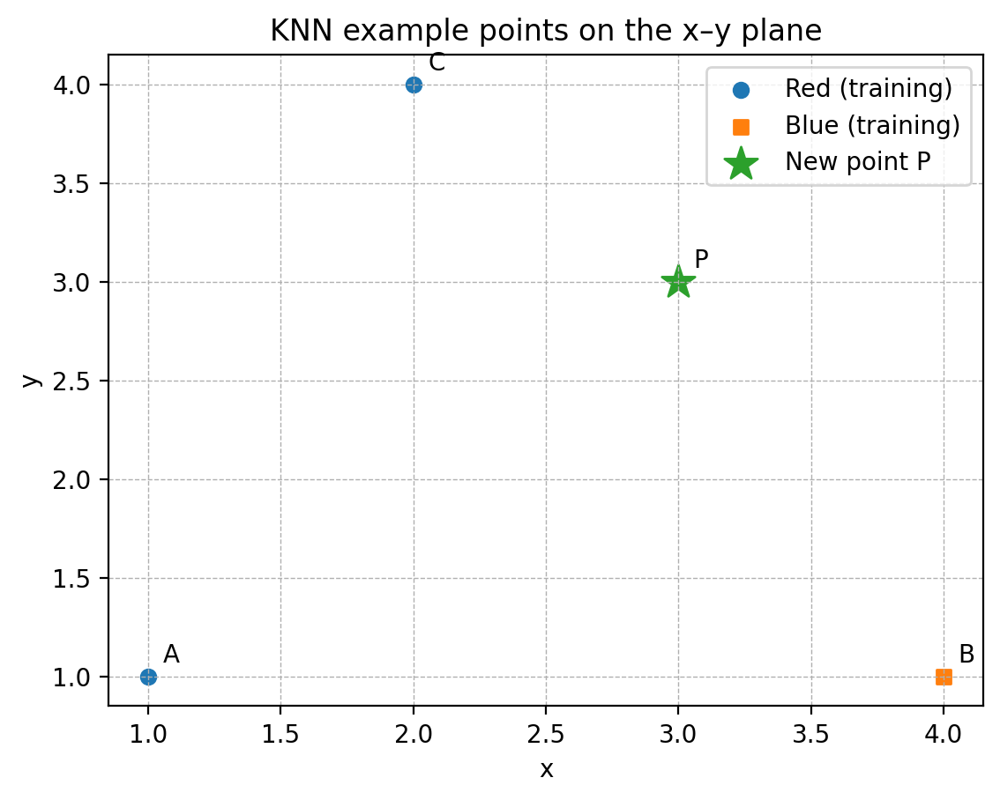 KNN example points on the x–y plane
C
Red (training)
Blue (training)
New point P
P
A
B
4.0
3.5
3.0
2.5
2.0
1.5
1.0
y
1.0 1.5 2.0 2.5 3.0 3.5 4.0
x